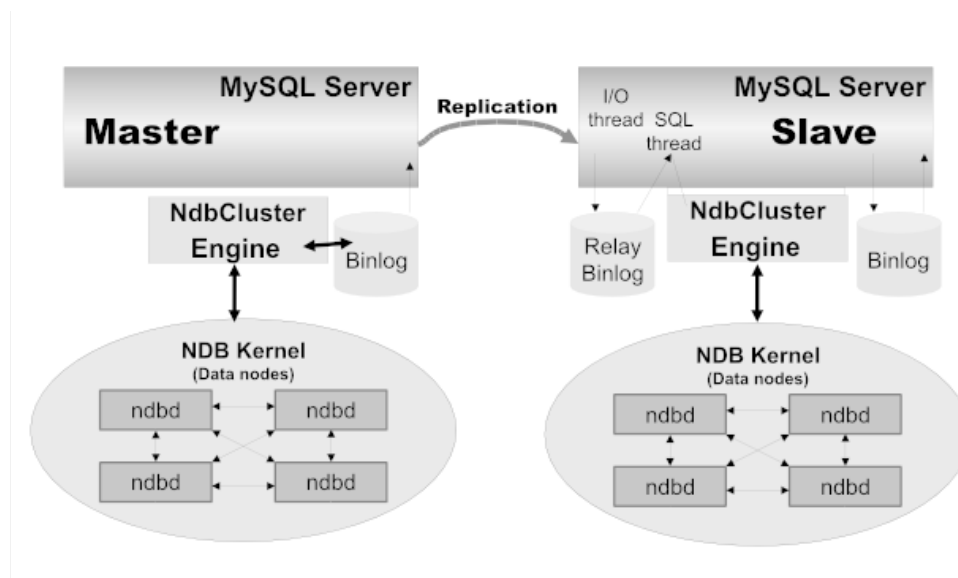 MySQL Server
Master
Replication
MySQL Server
I/O
thread
SQL
thread
Slave
NdbCluster
Engine
Binlog
Relay
Binlog
NdbCluster
Engine
Binlog
NDB Kernel
(Data nodes)
ndbd
ndbd
ndbd
ndbd
NDB Kernel
(Data nodes)
ndbd
ndbd
ndbd
ndbd